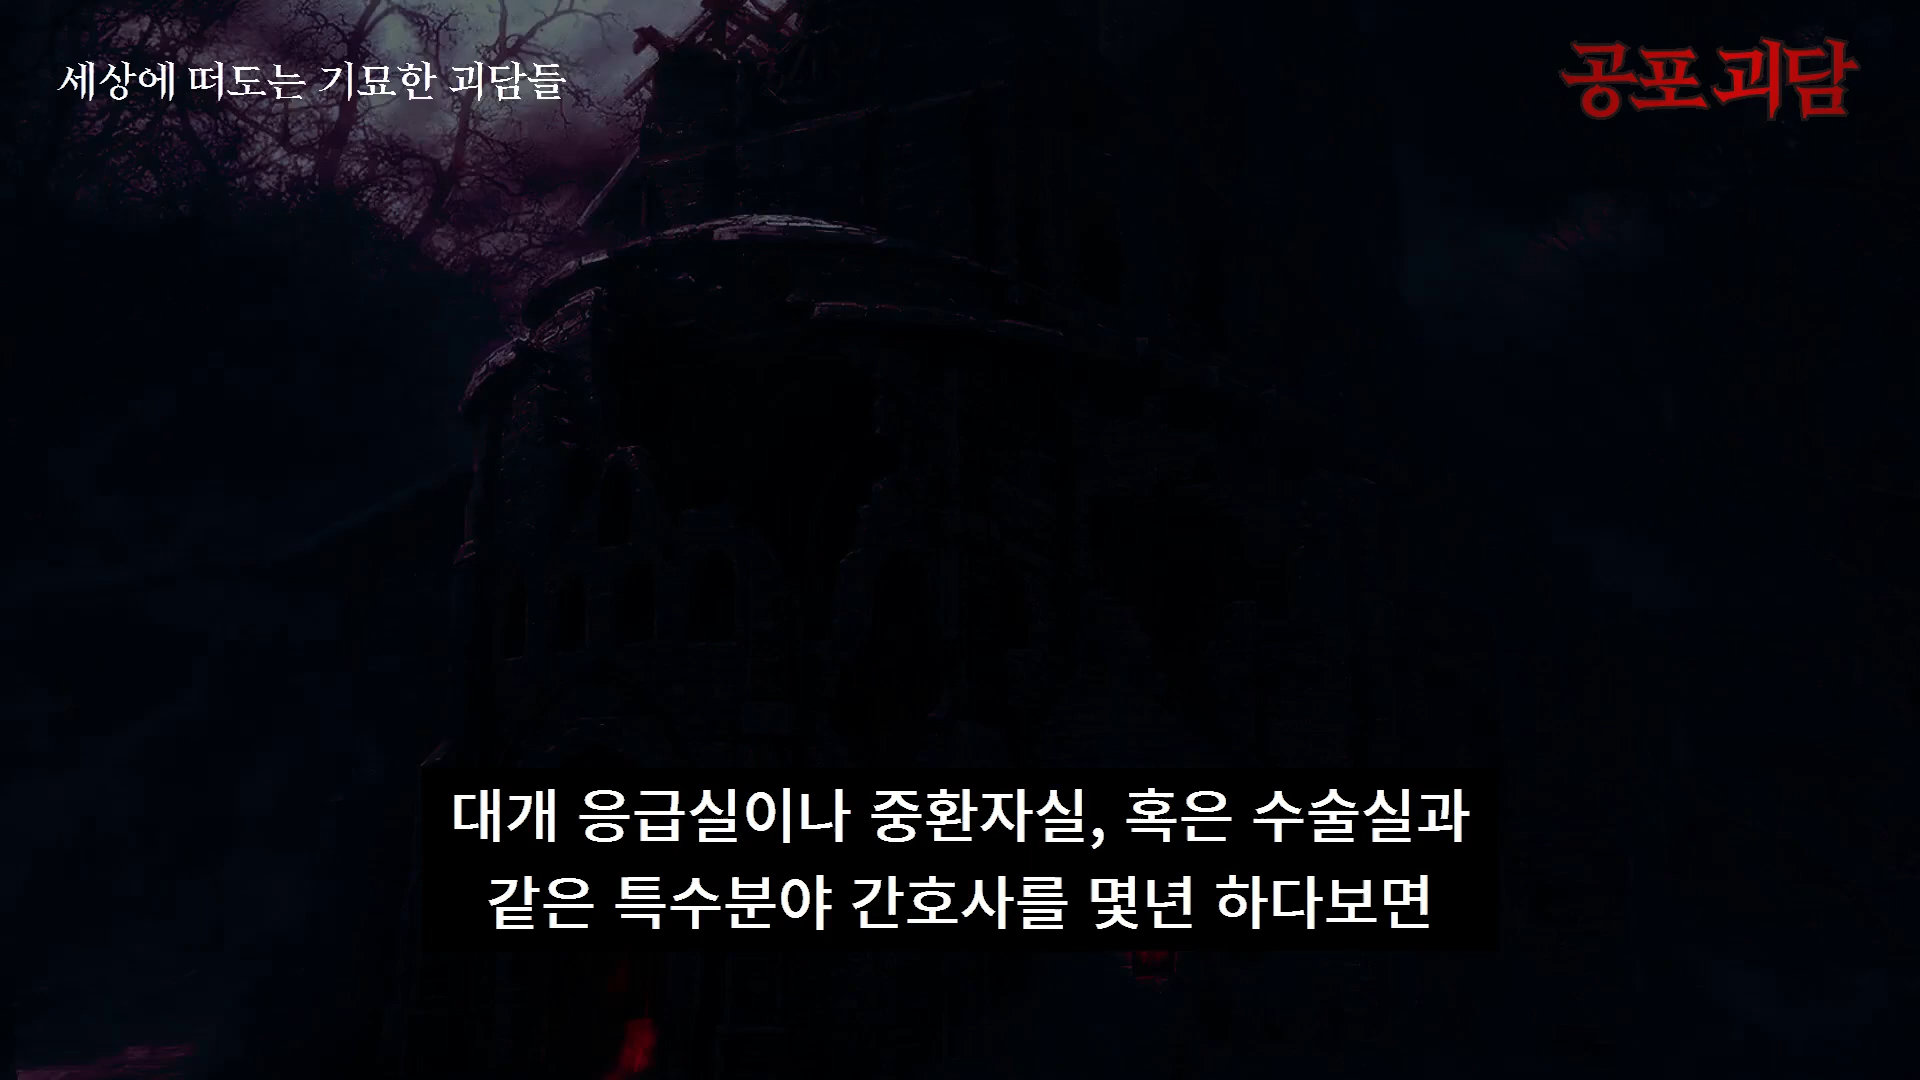 세상에 떠도는 기묘한 괴담들
공포 괴담
대개 응급실이나 중환자실, 혹은 수술실과
같은 특수분야 간호사를 몇년 하다보면